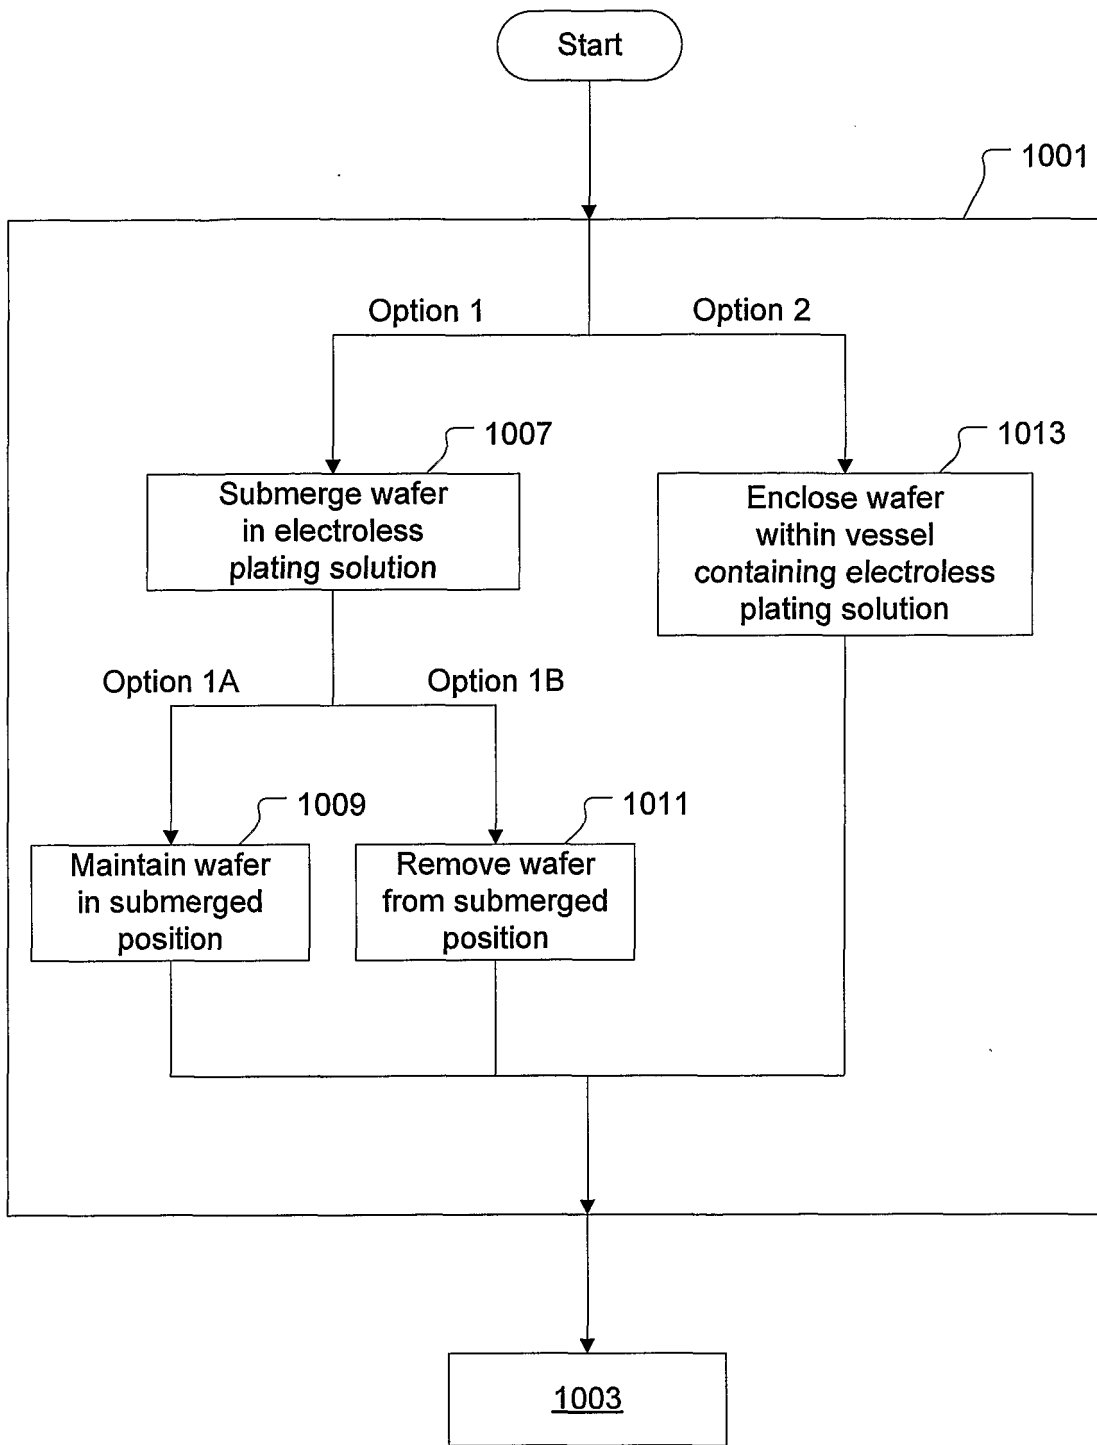 Start
1001
Option 1
Option 2
1007
1013
Submerge wafer
in electroless
plating solution
Enclose wafer
within vessel
containing electroless
plating solution
Option 1A
Option 1B
1009
1011
Maintain wafer
in submerged
position
Remove wafer
from submerged
position
1003